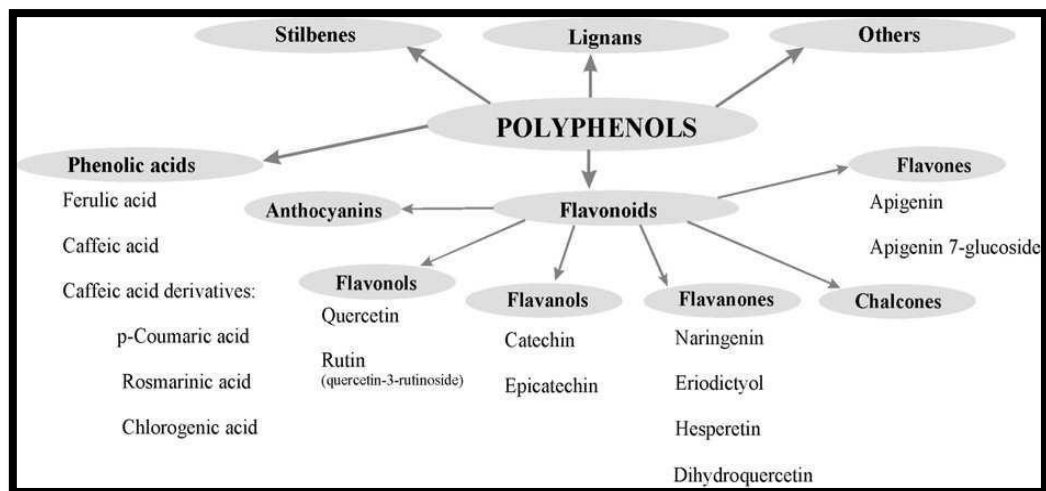 Stilbenes
Lignans
Others
POLYPHENOLS
Phenolic acids
Ferulic acid
Caffeic acid
Caffeic acid derivatives:
p-Coumaric acid
Rosmarinic acid
Chlorogenic acid
Flavonoids
Anthocyanins
Flavonols
Quercetin
Rutin
(quercetin-3-rutinoside)
Flavanols
Catechin
Epicatechin
Flavanones
Naringenin
Eriodictyol
Hesperetin
Dihydroquercetin
Chalcones
Flavones
Apigenin
Apigenin 7-glucoside